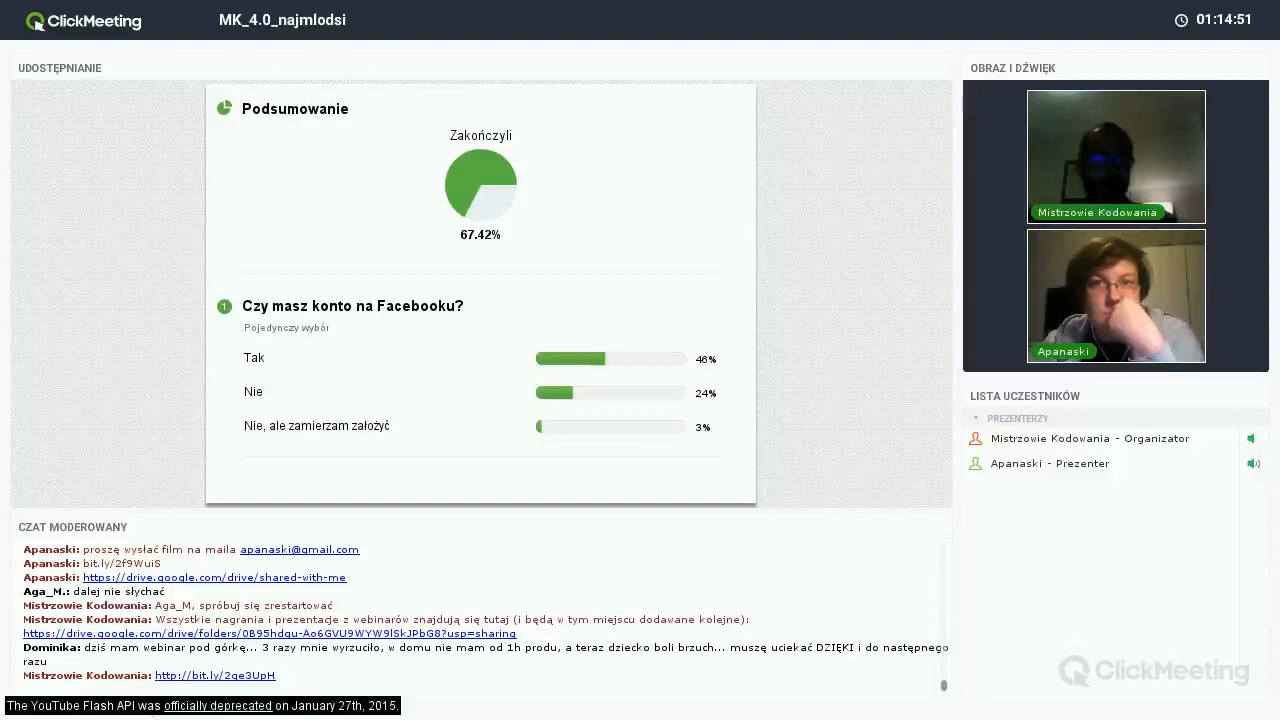 ClickMeeting
MK_4.0_najmlodsi
01:14:51
UDOSTĘPNIANIE
OBRAZ I DŹWIĘK
Podsumowanie
Zakończyli
67.42%
1 Czy masz konto na Facebooku?
Pojedynczy wybór
Tak 46%
Nie 24%
Nie, ale zamierzam założyć 3%
Mistrzowie Kodowania
Apanaski
LISTA UCZESTNIKÓW
PREZENTERZY
Mistrzowie Kodowania - Organizator
Apanaski - Prezenter
CZAT MODEROWANY
Apanaski: proszę wysłać film na maila apanaski@gmail.com
Apanaski: bit.ly/2f9WuiS
Apanaski: https://drive.google.com/drive/shared-with-me
Aga_M.: dalej nie słychać
Mistrzowie Kodowania: Aga_M, spróbuj się zrestartować
Mistrzowie Kodowania: Wszystkie nagrania i prezentacje z webinarów znajdują się tutaj (i będą w tym miejscu dodawane kolejne):
https://drive.google.com/drive/folders/0B95hdqu-Ao6GVU9WYW9lSkJPbG8?usp=sharing
Dominika: dziś mam webinar pod górkę... 3 razy mnie wyrzuciło, w domu nie mam od 1h prądu, a teraz dziecko boli brzuch... muszę uciekać DZIĘKI i do następnego
razu
Mistrzowie Kodowania: http://bit.ly/2ge3UpH
ClickMeeting
The YouTube Flash API was officially deprecated on January 27th, 2015.